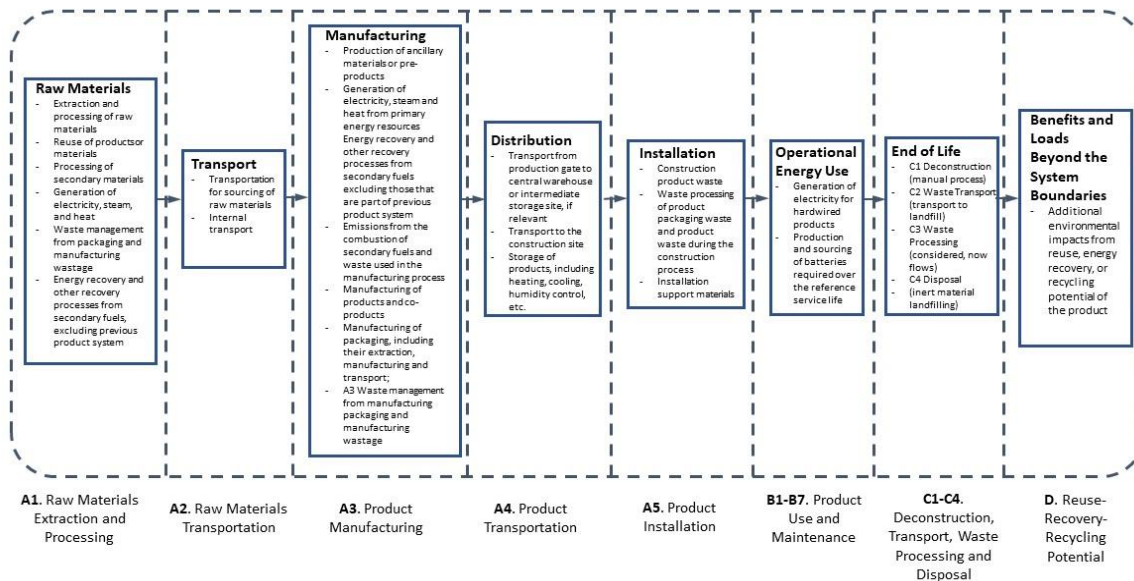 Raw Materials
- Extraction and
processing of raw
materials
- Reuse of productsor
materials
- Processing of
secondary materials
- Generation of
electricity, steam,
and heat
- Waste management
from packaging and
manufacturing
wastage
- Energy recovery and
other recovery
processes from
secondary fuels,
excluding previous
product system
Transport
- Transportation
for sourcing of
raw materials
- Internal
transport
Manufacturing
- Production of ancillary
materials or pre-
products
- Generation of
electricity, steam and
heat from primary
energy resources
Energy recovery and
other recovery
processes from
secondary fuels
excluding those that
are part of previous
product system
- Emissions from the
combustion of
secondary fuels and
waste used in the
manufacturing process
- Manufacturing of
products and co-
products
- Manufacturing of
packaging, including
their extraction,
manufacturing and
transport;
- A3 Waste management
from manufacturing
packaging and
manufacturing
wastage
Distribution
- Transport from
production gate to
central warehouse
or intermediate
storage site, if
relevant
- Transport to the
construction site
- Storage of
products, including
heating, cooling,
humidity control,
etc.
Installation
- Construction
product waste
- Waste processing
of product
packaging waste
and product
waste during the
construction
process
- Installation
support materials
Operational
Energy Use
- Generation of
electricity for
hardwired
products
- Production
and sourcing
of batteries
required over
the reference
service life
End of Life
- C1 Deconstruction
(manual process)
- C2 Waste Transport
(transport to
landfill)
- C3 Waste
Processing
(considered, now
flows)
- C4 Disposal
- (inert material
landfilling)
Benefits and
Loads
Beyond the
System
Boundaries
- Additional
environmental
impacts from
reuse, energy
recovery, or
recycling
potential of
the product
A1. Raw Materials
Extraction and
Processing
A2. Raw Materials
Transportation
A3. Product
Manufacturing
A4. Product
Transportation
A5. Product
Installation
B1-B7. Product
Use and
Maintenance
C1-C4.
Deconstruction,
Transport, Waste
Processing and
Disposal
D. Reuse-
Recovery-
Recycling
Potential